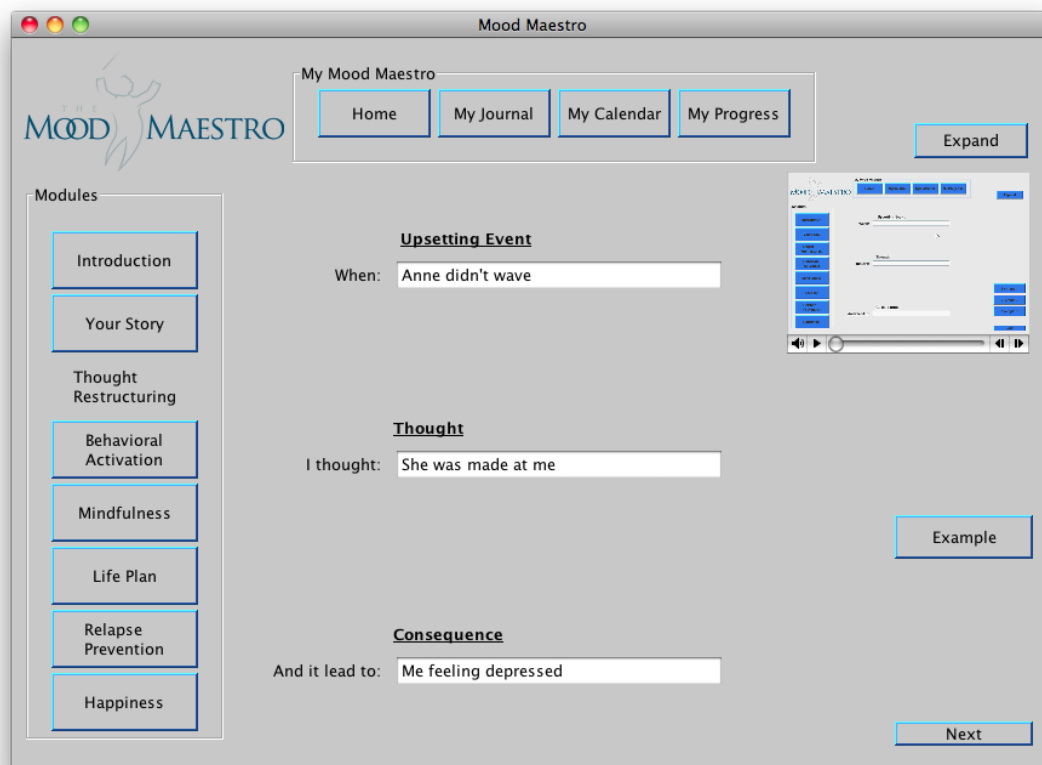 Mood Maestro
THE
MOOD MAESTRO
My Mood Maestro
Home
My Journal
My Calendar
My Progress
Expand
Modules
Introduction
Your Story
Thought
Restructuring
Behavioral
Activation
Mindfulness
Life Plan
Relapse
Prevention
Happiness
Upsetting Event
When: Anne didn't wave
Thought
I thought: She was made at me
Example
Consequence
And it lead to: Me feeling depressed
Next